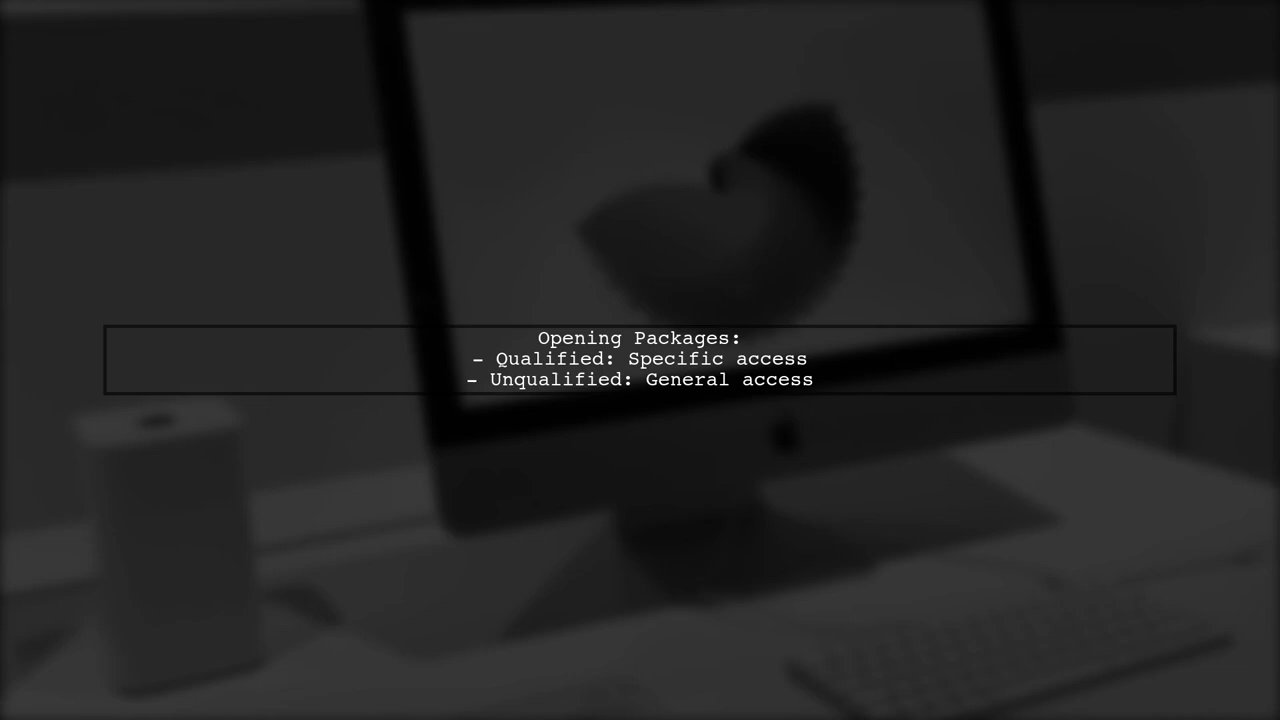 Opening Packages:
- Qualified: Specific access
- Unqualified: General access